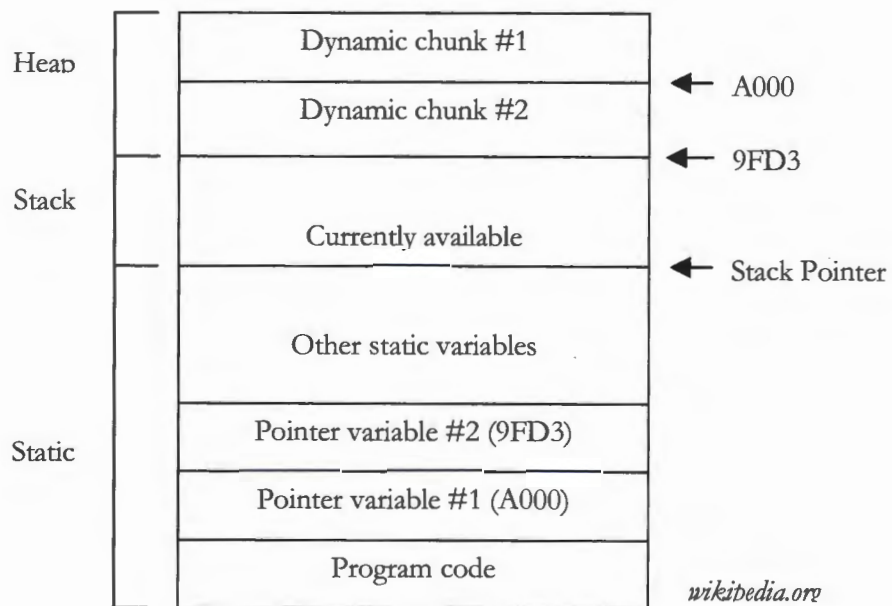 Dynamic chunk #1
Heap
A000
Dynamic chunk #2
9FD3
Stack
Currently available
Stack Pointer
Other static variables
Pointer variable #2 (9FD3)
Static
Pointer variable #1 (A000)
Program code
wikipedia.org